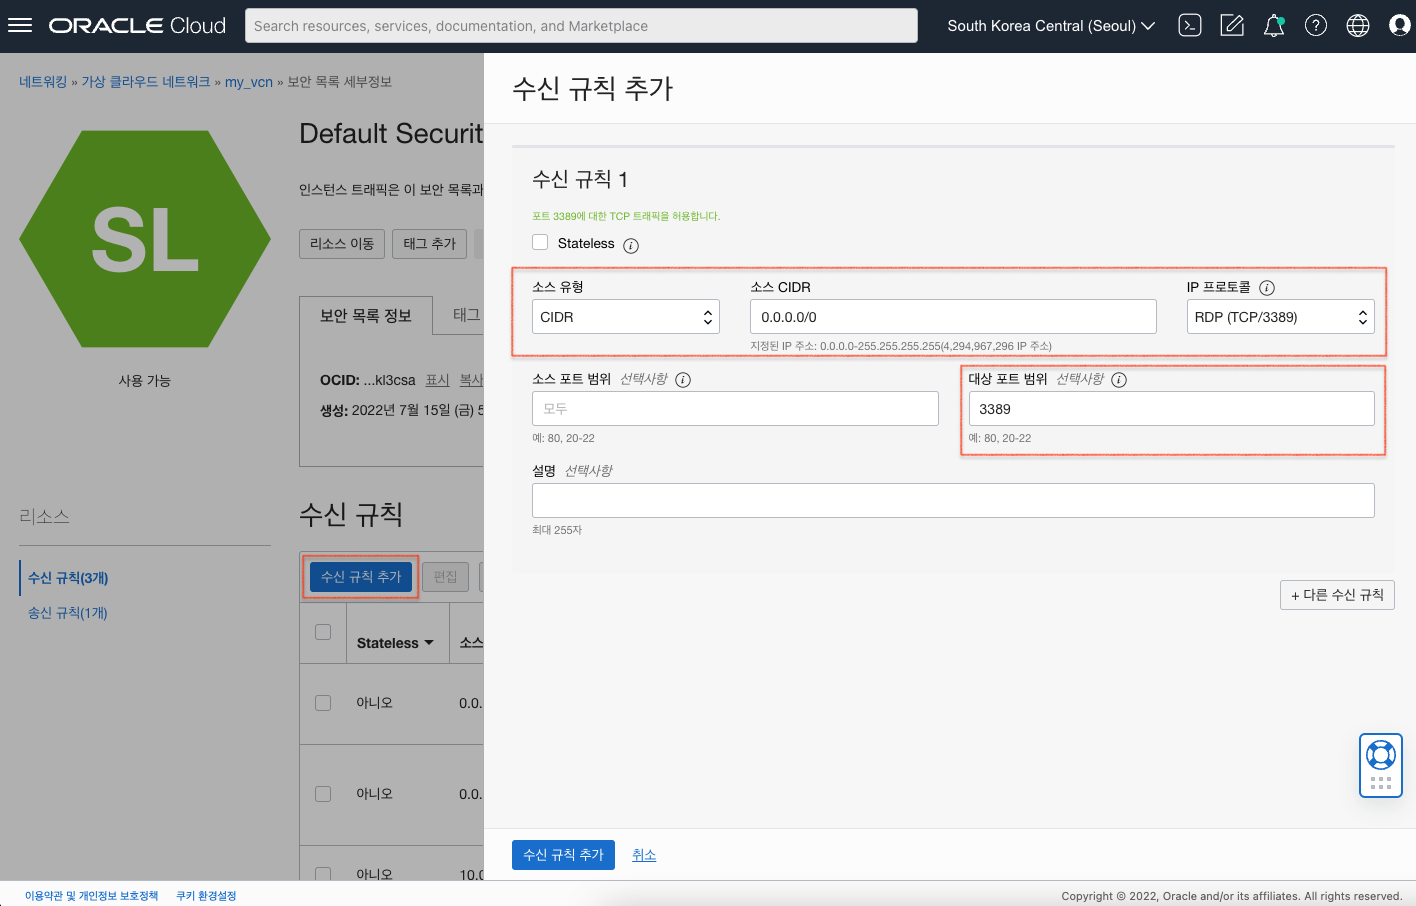 ORACLE Cloud
Search resources, services, documentation, and Marketplace
South Korea Central (Seoul)
네트워킹 » 가상 클라우드 네트워크 » my_vcn » 보안 목록 세부정보
SL
사용 가능
Default Securit
인스턴스 트래픽은 이 보안 목록과
리소스 이동
태그 추가
보안 목록 정보
태그
OCID: ...kl3csa 표시 복사
생성: 2022년 7월 15일 (금) 5
리소스
수신 규칙(3개)
송신 규칙(1개)
수신 규칙
수신 규칙 추가
편집
Stateless
소스
아니오 0.0.
아니오 0.0.
아니오 10.0
수신 규칙 추가
수신 규칙 1
포트 3389에 대한 TCP 트래픽을 허용합니다.
Stateless
소스 유형
CIDR
소스 CIDR
0.0.0.0/0
지정된 IP 주소: 0.0.0.0-255.255.255.255(4,294,967,296 IP 주소)
IP 프로토콜
RDP (TCP/3389)
소스 포트 범위 선택사항
모두
예: 80, 20-22
대상 포트 범위 선택사항
3389
예: 80, 20-22
설명 선택사항
최대 255자
+ 다른 수신 규칙
수신 규칙 추가
취소
이용약관 및 개인정보 보호정책
쿠키 환경설정
Copyright © 2022, Oracle and/or its affiliates. All rights reserved.